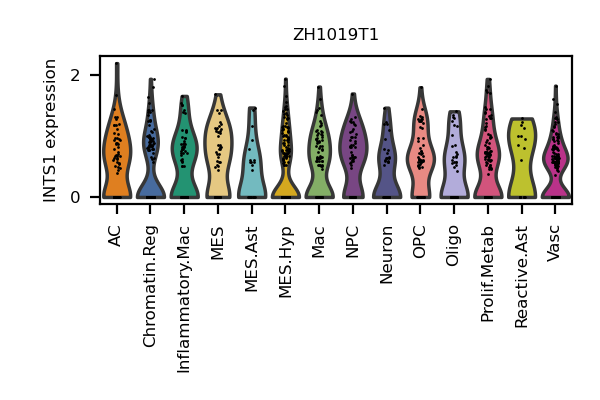 ZH1019T1
INTS1 expression
2
0
AC
Chromatin.Reg
Inflammatory.Mac
MES
MES.Ast
MES.Hyp
Mac
NPC
Neuron
OPC
Oligo
Prolif.Metab
Reactive.Ast
Vasc